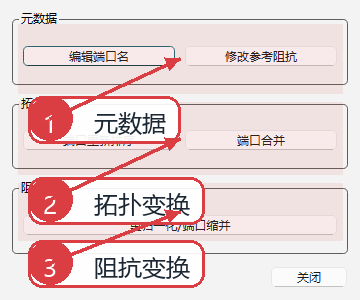 元数据
编辑端口名
修改参考阻抗
1 元数据
端口合并
2 拓扑变换
3 阻抗变换
关闭